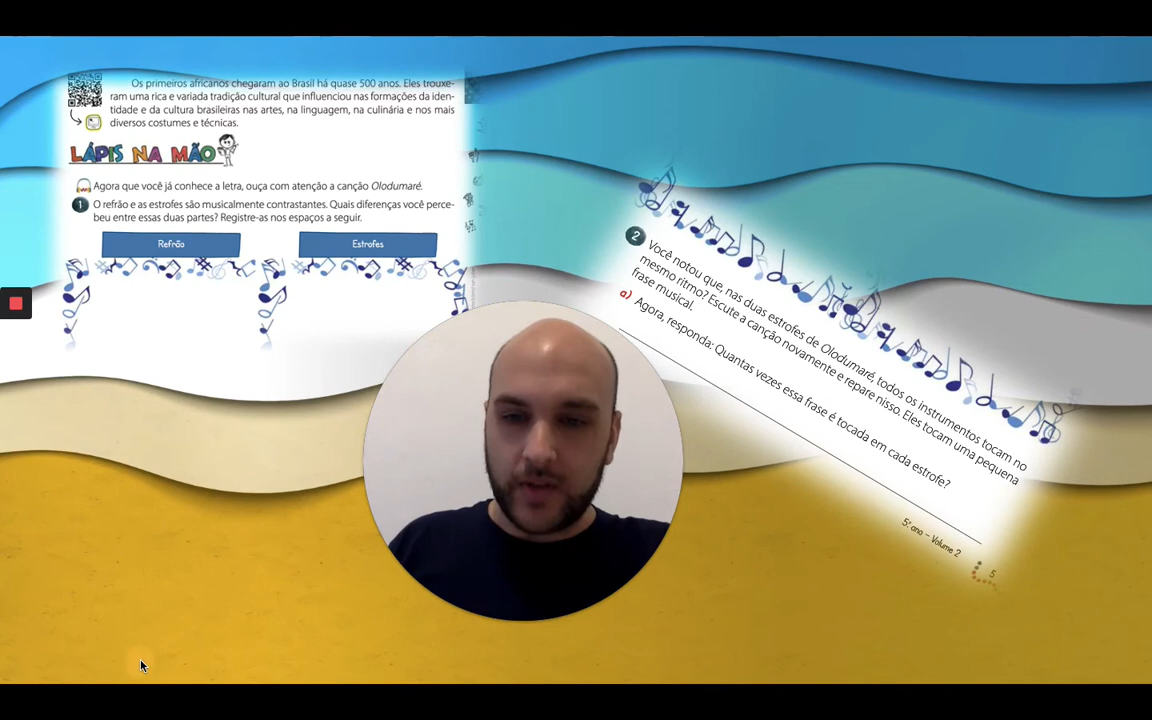 Os primeiros africanos chegaram ao Brasil há quase 500 anos. Eles trouxe-
ram uma rica e variada tradição cultural que influenciou nas formações da iden-
tidade e da cultura brasileiras nas artes, na linguagem, na culinária e nos mais
diversos costumes e técnicas.
LÁPIS NA MÃO
Agora que você já conhece a letra, ouça com atenção a canção Olodumaré.
1 O refrão e as estrofes são musicalmente contrastantes. Quais diferenças você perce-
beu entre essas duas partes? Registre-as nos espaços a seguir.
Refrão
Estrofes
2 Você notou que, nas duas estrofes de Olodumaré, todos os instrumentos tocam no
mesmo ritmo? Escute a canção novamente e repare nisso. Eles tocam uma pequena
frase musical.
a) Agora, responda: Quantas vezes essa frase é tocada em cada estrofe?
5º. ano – Volume 2
5